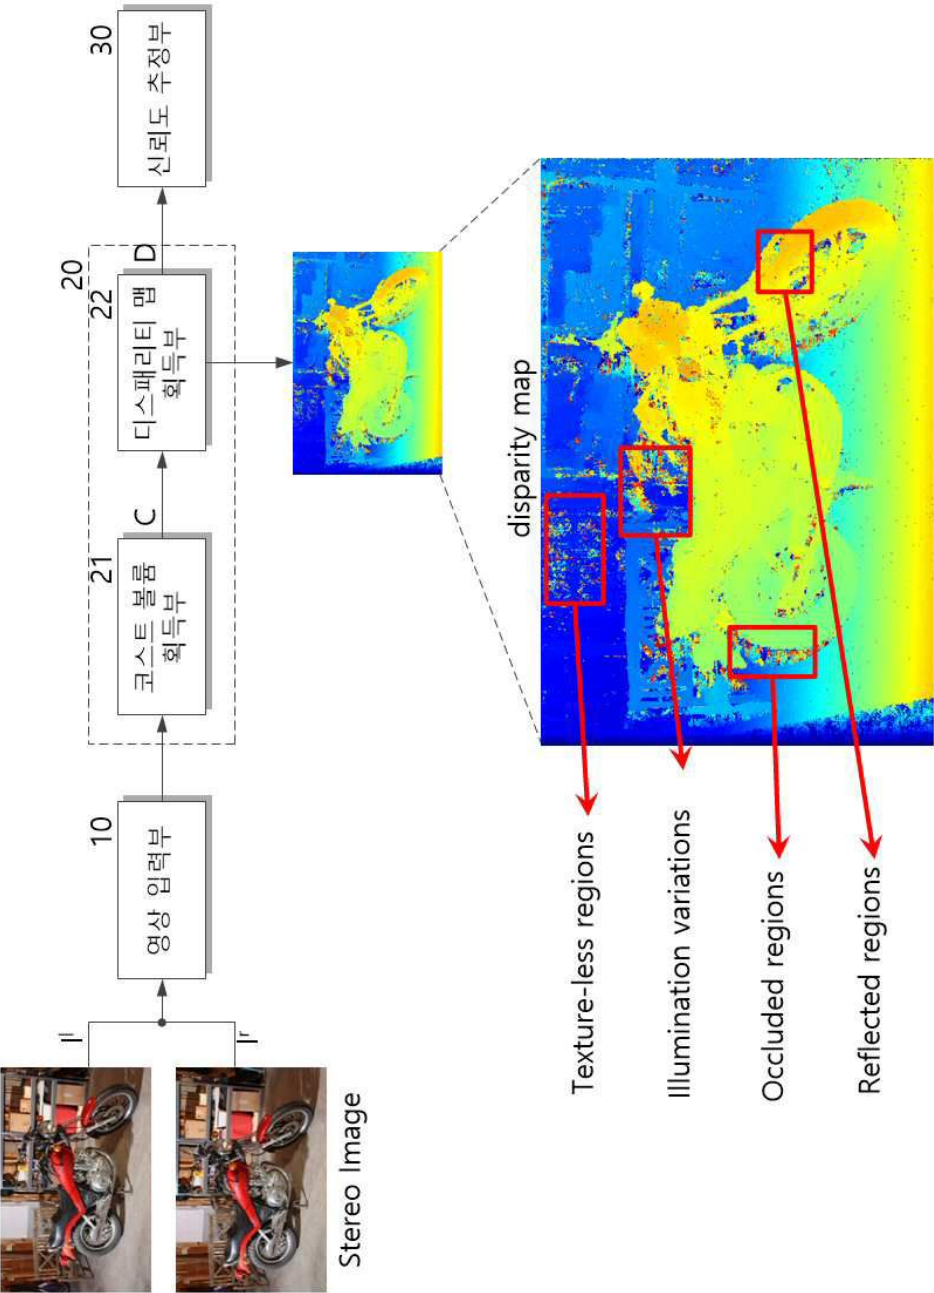 I^l
I^r
Stereo Image
10
영상 입력부
20
21
코스트 볼륨
획득부
C
22
디스패리티 맵
획득부
D
30
신뢰도 추정부
disparity map
Texture-less regions
Illumination variations
Occluded regions
Reflected regions